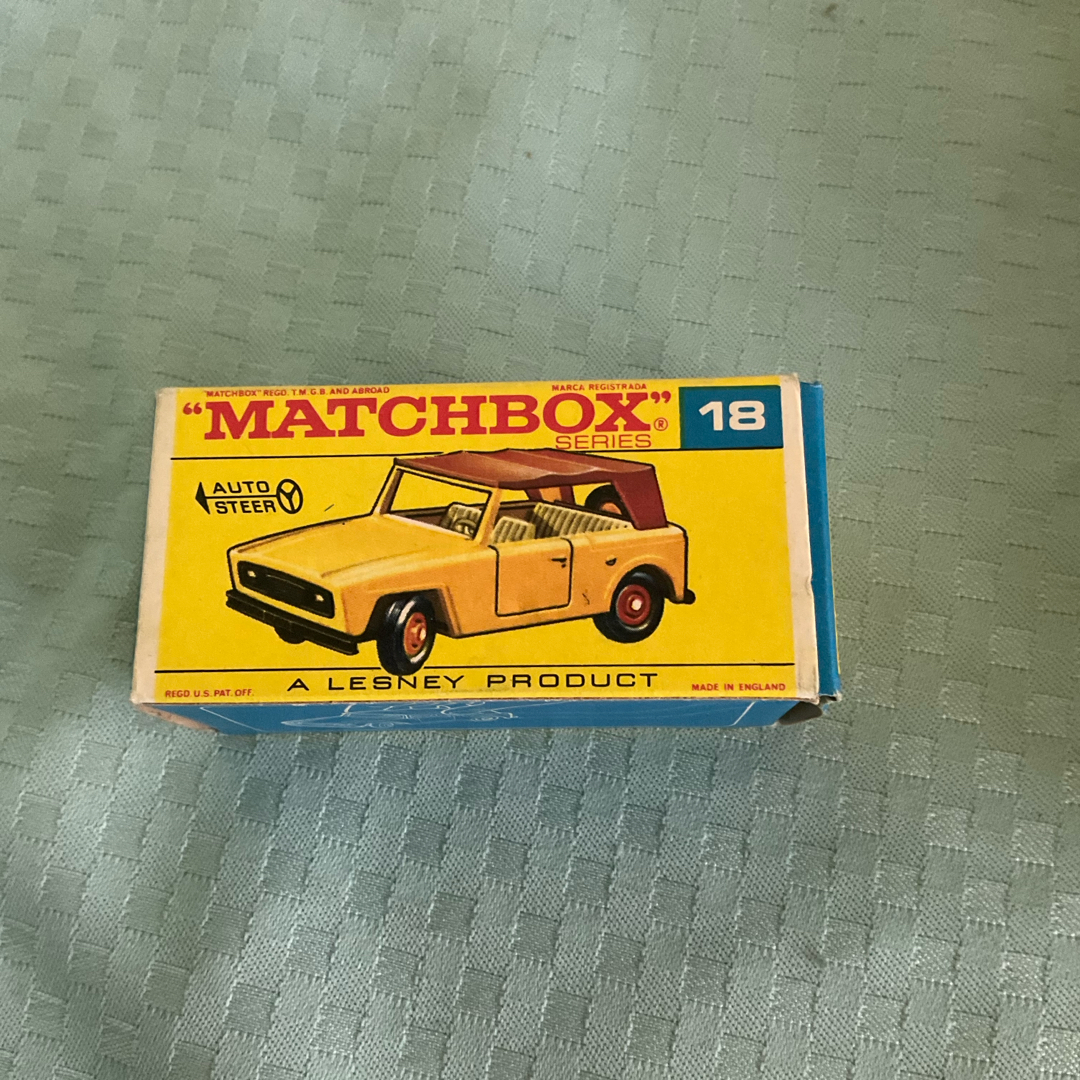 MATCHBOX" REGD. T.M. G.B. AND ABROAD
MARCA REGISTRADA
"MATCHBOX"®
SERIES
18
AUTO
STEER
REGD U.S. PAT. OFF.
A LESNEY PRODUCT
MADE IN ENGLAND